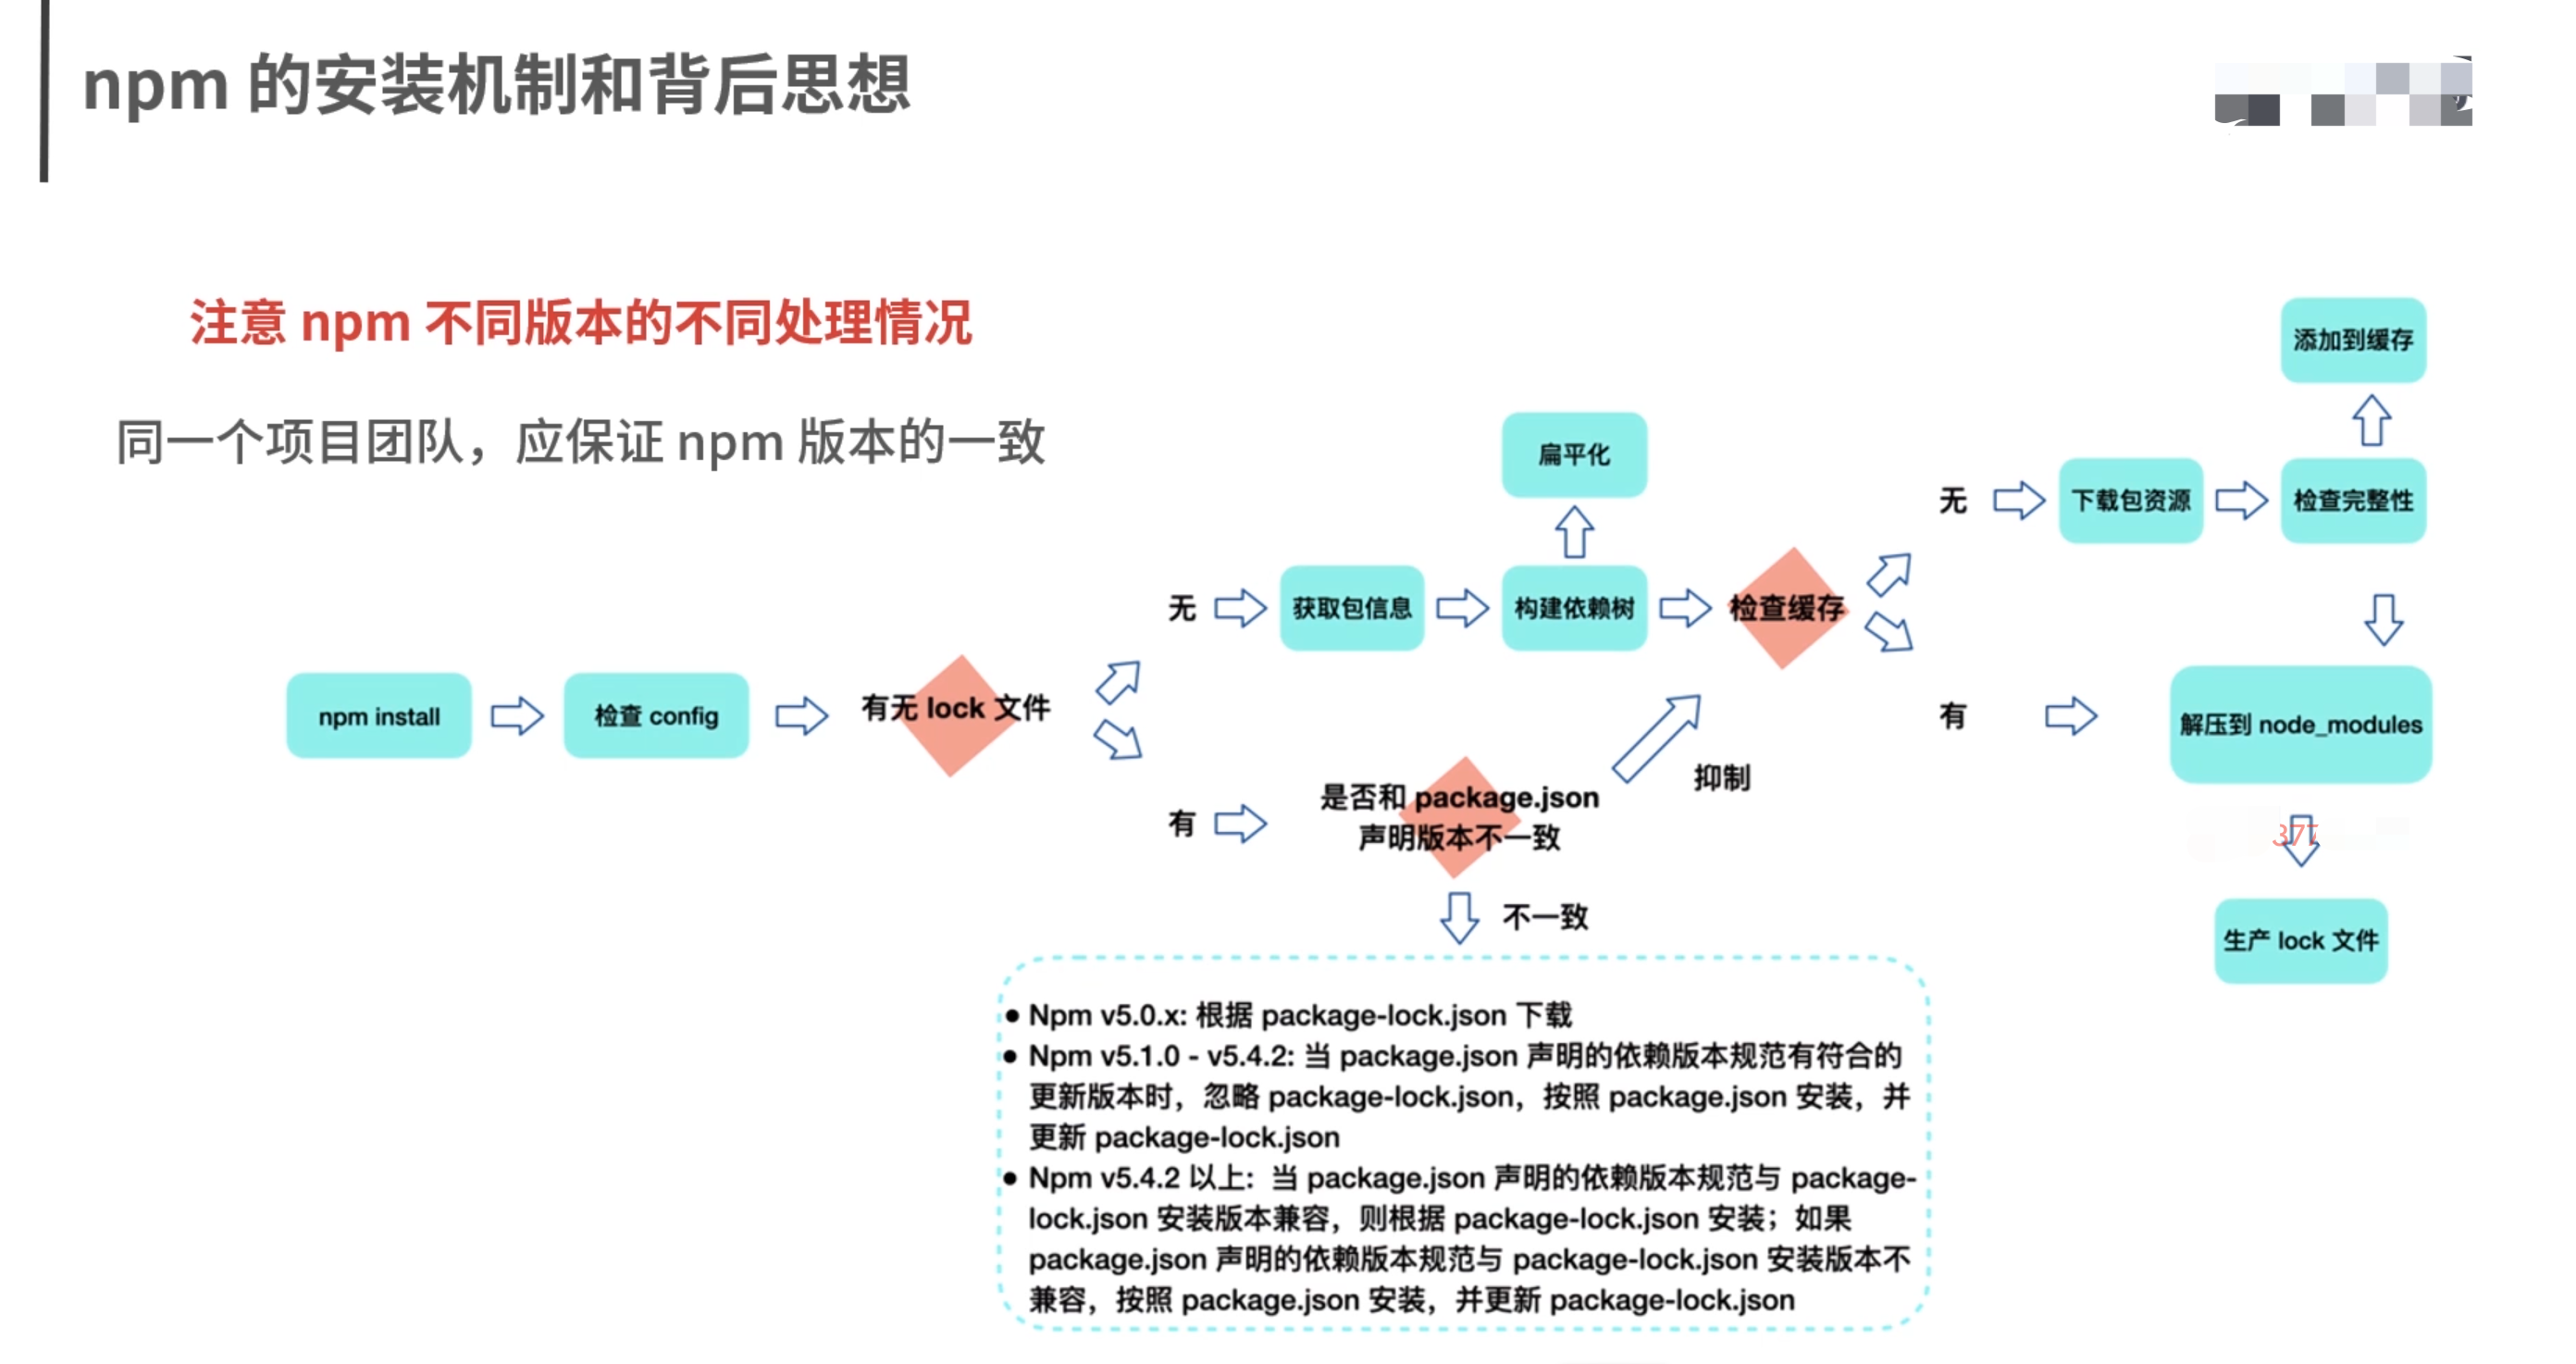 npm 的安装机制和背后思想
注意 npm 不同版本的不同处理情况
同一个项目团队，应保证 npm 版本的一致
npm install
检查 config
有无 lock 文件
无
获取包信息
构建依赖树
扁平化
检查缓存
无
下载包资源
检查完整性
添加到缓存
有
解压到 node_modules
生产 lock 文件
有
是否和 package.json
声明版本不一致
抑制
不一致
● Npm v5.0.x: 根据 package-lock.json 下载
● Npm v5.1.0 - v5.4.2: 当 package.json 声明的依赖版本规范有符合的
更新版本时，忽略 package-lock.json，按照 package.json 安装，并
更新 package-lock.json
● Npm v5.4.2 以上：当 package.json 声明的依赖版本规范与 package-
lock.json 安装版本兼容，则根据 package-lock.json 安装；如果
package.json 声明的依赖版本规范与 package-lock.json 安装版本不
兼容，按照 package.json 安装，并更新 package-lock.json